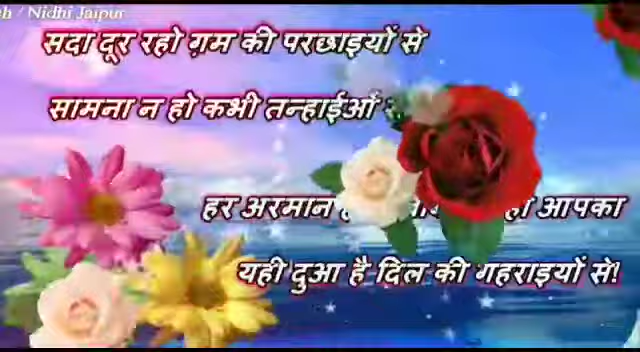 h / Nidhi Jaipur
सदा दूर रहो ग़म की परछाइयों से
सामना न हो कभी तन्हाईओं
हर अरमान आपका
यही दुआ है दिल की गहराइयों से!